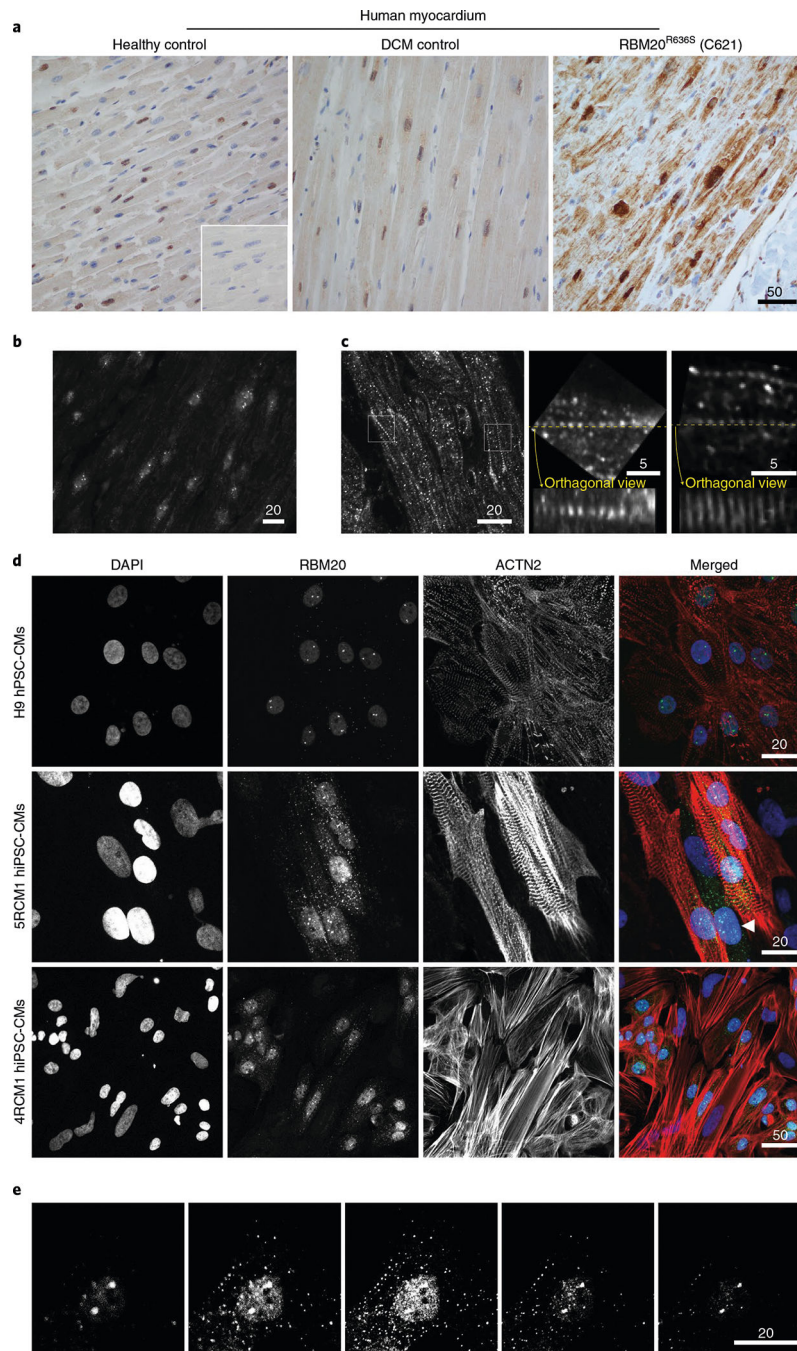 Human myocardium
a
Healthy control
DCM control
RBM20R636S (C621)
50
b
c
20
20
5
5
Orthagonal view
Orthagonal view
d
DAPI
RBM20
ACTN2
Merged
H9 hPSC-CMs
20
5RCM1 hiPSC-CMs
20
4RCM1 hiPSC-CMs
50
e
20